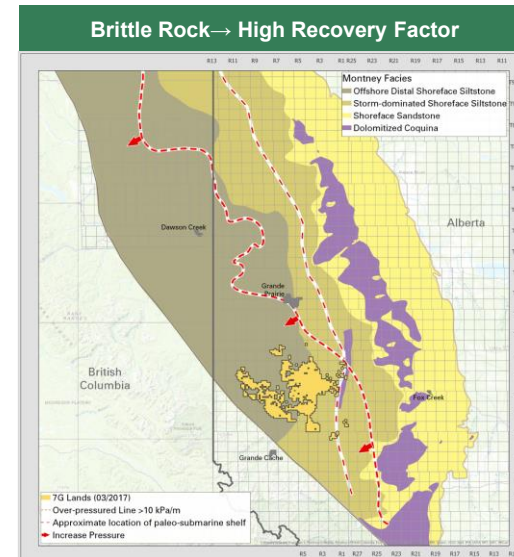 Brittle Rock→ High Recovery Factor
R13 R11 R9 R7 R5 R3 R1 R25 R23 R21 R19 R17 R15 R13 R11
Montney Facies
Offshore Distal Shoreface Siltstone
Storm-dominated Shoreface Siltstone
Shoreface Sandstone
Dolomitized Coquina
Dawson Creek
Alberta
Grande
Prairie
British
Columbia
Fox Creek
Grande Cache
7G Lands (03/2017)
Over-pressured Line >10 kPa/m
Approximate location of paleo-submarine shelf
Increase Pressure
R5 R3 R1 R27 R25 R21 R19 R17 R15 R13 R11